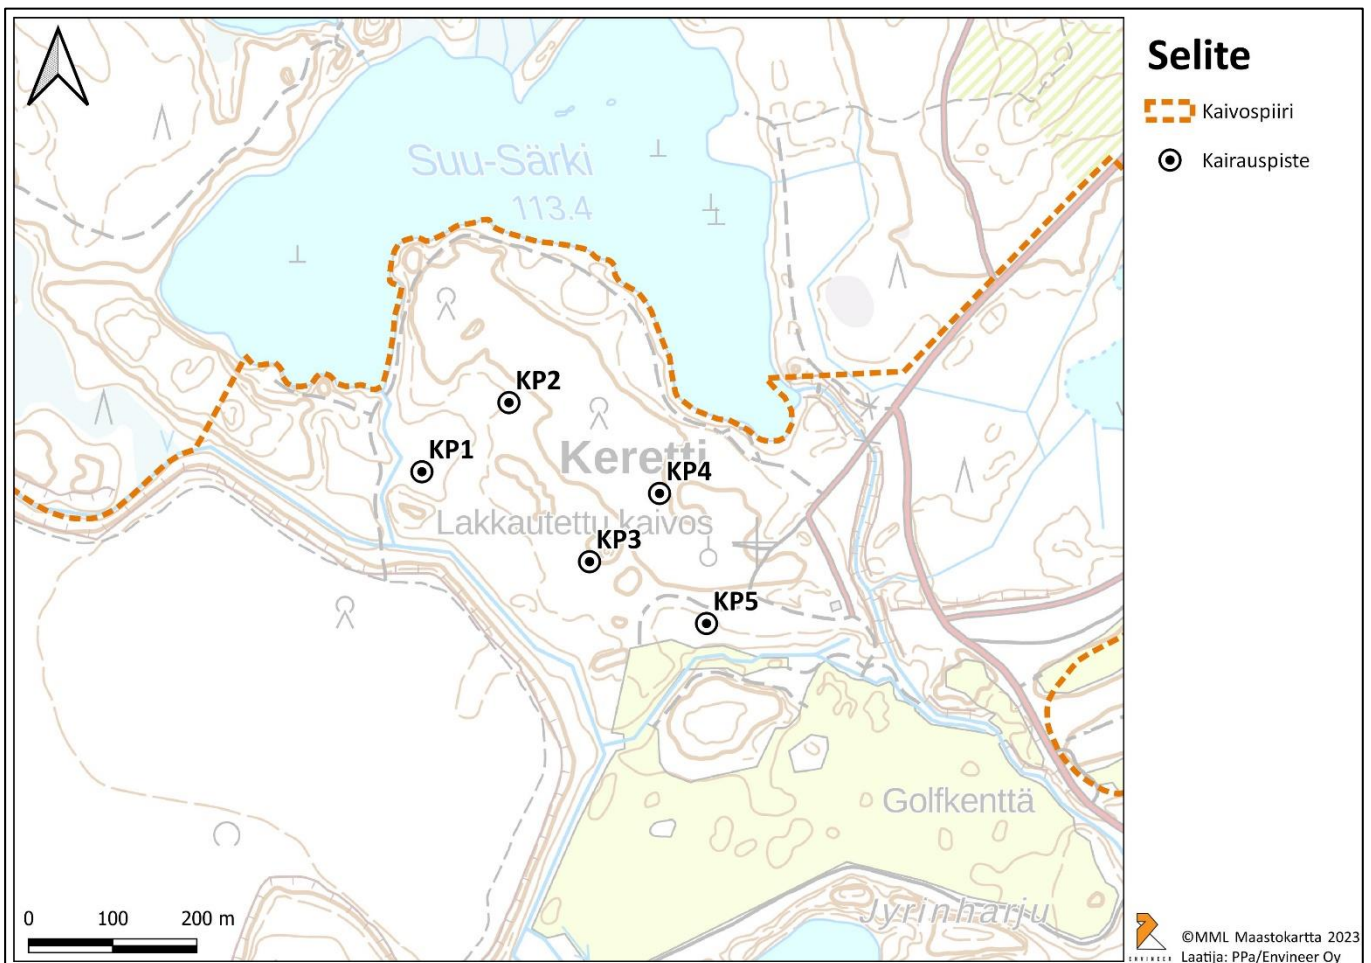 Selite
Kaivospiiri
Kairauspiste
Suu-Särki
113.4
KP2
Keretti
KP1
KP4
Lakkautettu kaivos
KP3
KP5
Golfkenttä
Jyrinharju
0 100 200 m
ENVINEER
©MML Maastokartta 2023
Laatija: PPa/Envineer Oy